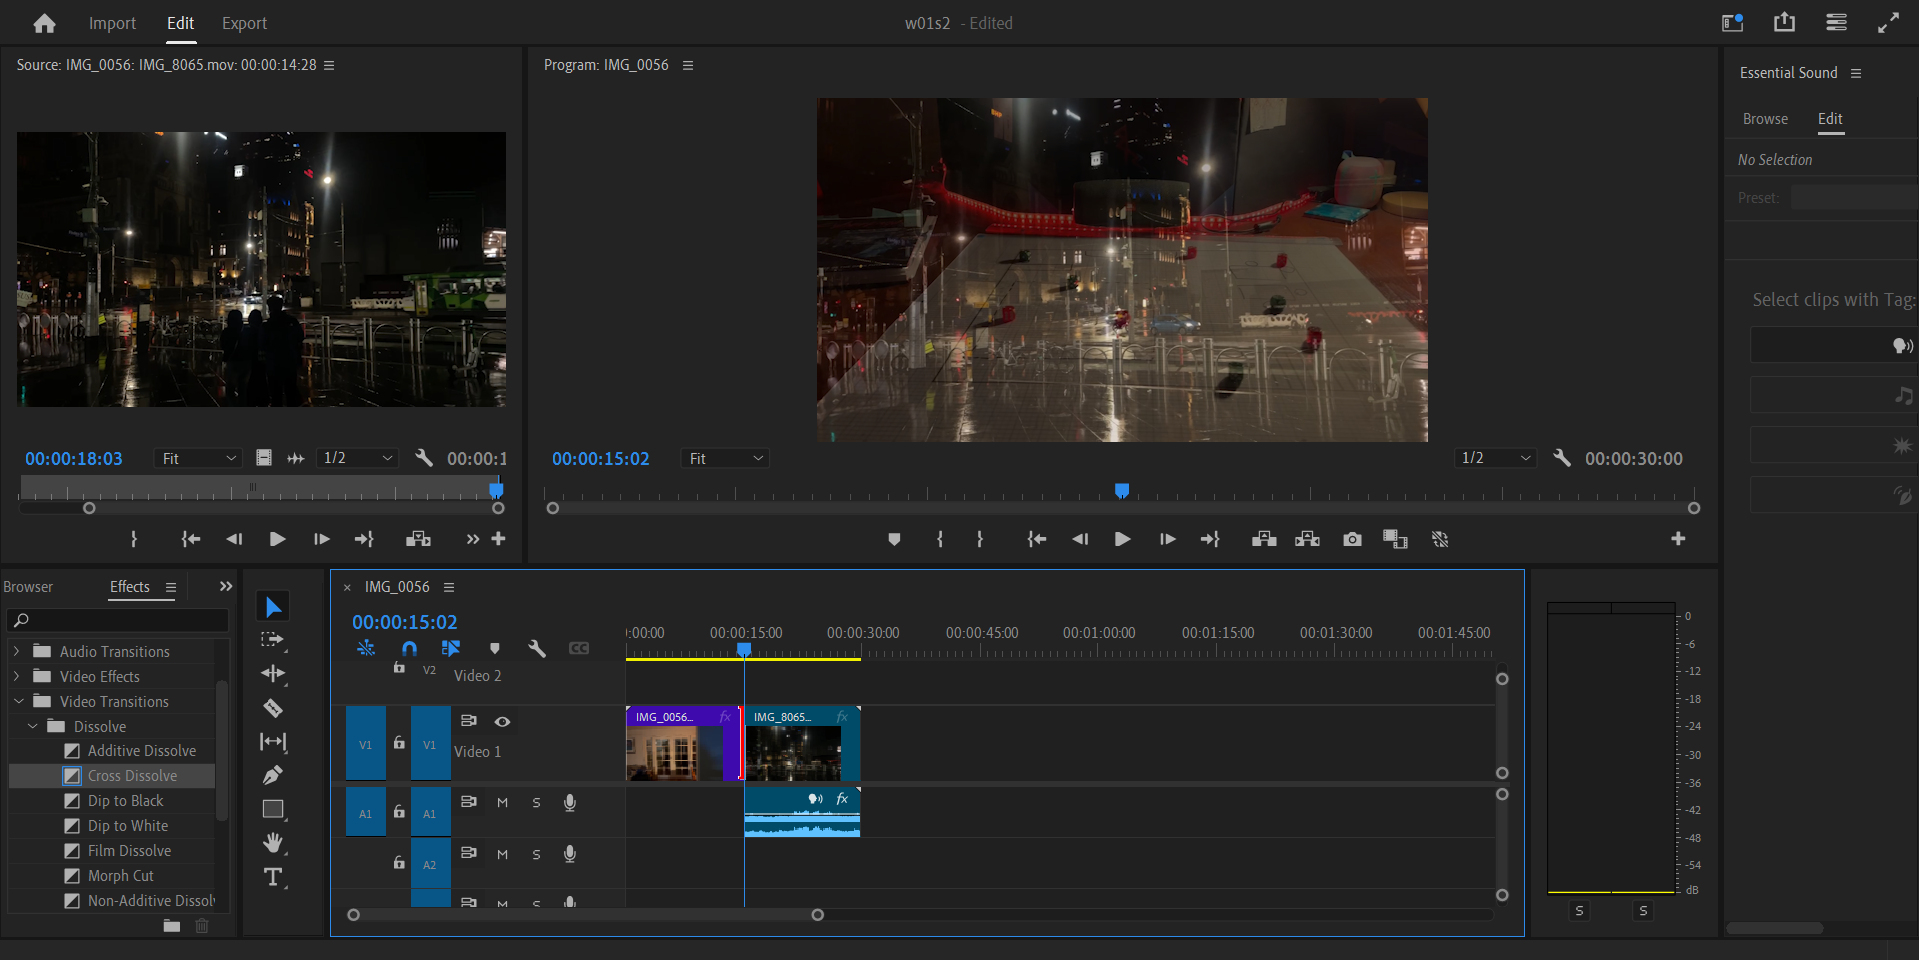 Import Edit Export w01s2 - Edited
Source: IMG_0056: IMG_8065.mov: 00:00:14:28
Program: IMG_0056
Essential Sound
Browse Edit
No Selection
Preset:
Select clips with Tag:
00:00:18:03 Fit 1/2 00:00:1
00:00:15:02 Fit 1/2 00:00:30:00
Browser Effects
Audio Transitions
Video Effects
Video Transitions
Dissolve
Additive Dissolve
Cross Dissolve
Dip to Black
Dip to White
Film Dissolve
Morph Cut
Non-Additive Dissol
T
× IMG_0056
00:00:15:02
:00:00 00:00:15:00 00:00:30:00 00:00:45:00 00:01:00:00 00:01:15:00 00:01:30:00 00:01:45:00
CC
V2 Video 2
V1 V1 Video 1
IMG_0056... fx IMG_8065... fx
A1 A1 M S fx
A2 M S
M S
0
-6
-12
-18
-24
-30
-36
-42
-48
-54
dB
S S